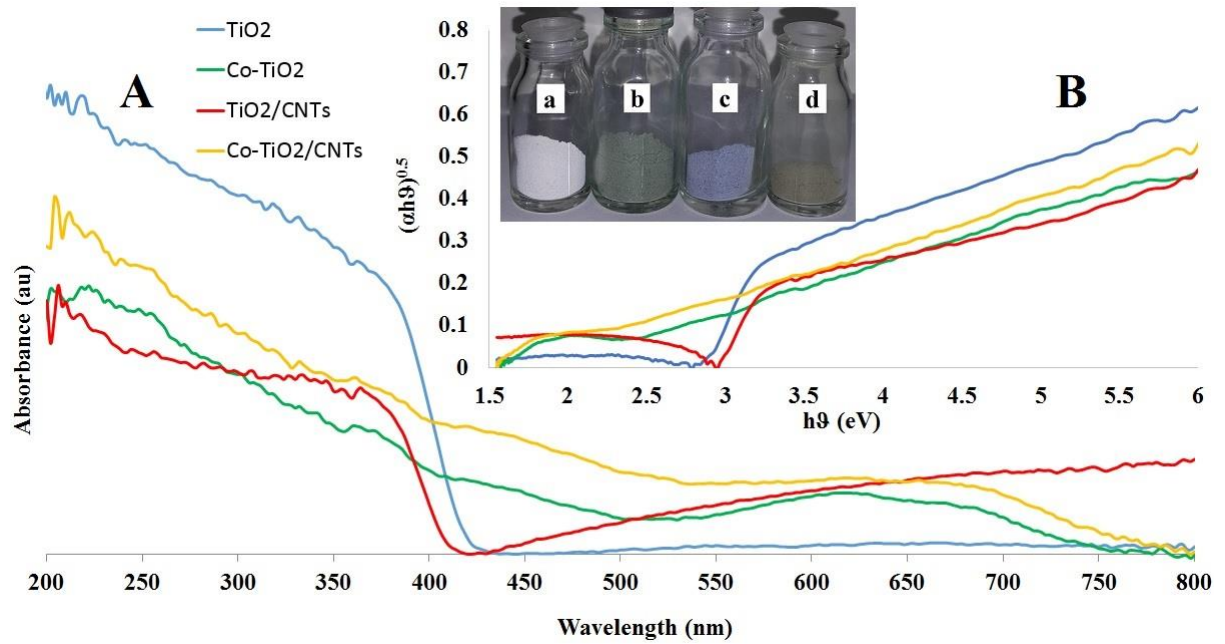 A
TiO2
Co-TiO2
TiO2/CNTs
Co-TiO2/CNTs
Absorbance (au)
200 250 300 350 400 450 500 550 600 650 700 750 800
Wavelength (nm)
B
a b c d
(αhϑ)0.5
0.8
0.7
0.6
0.5
0.4
0.3
0.2
0.1
0
1.5 2 2.5 3 3.5 4 4.5 5 5.5 6
hϑ (eV)